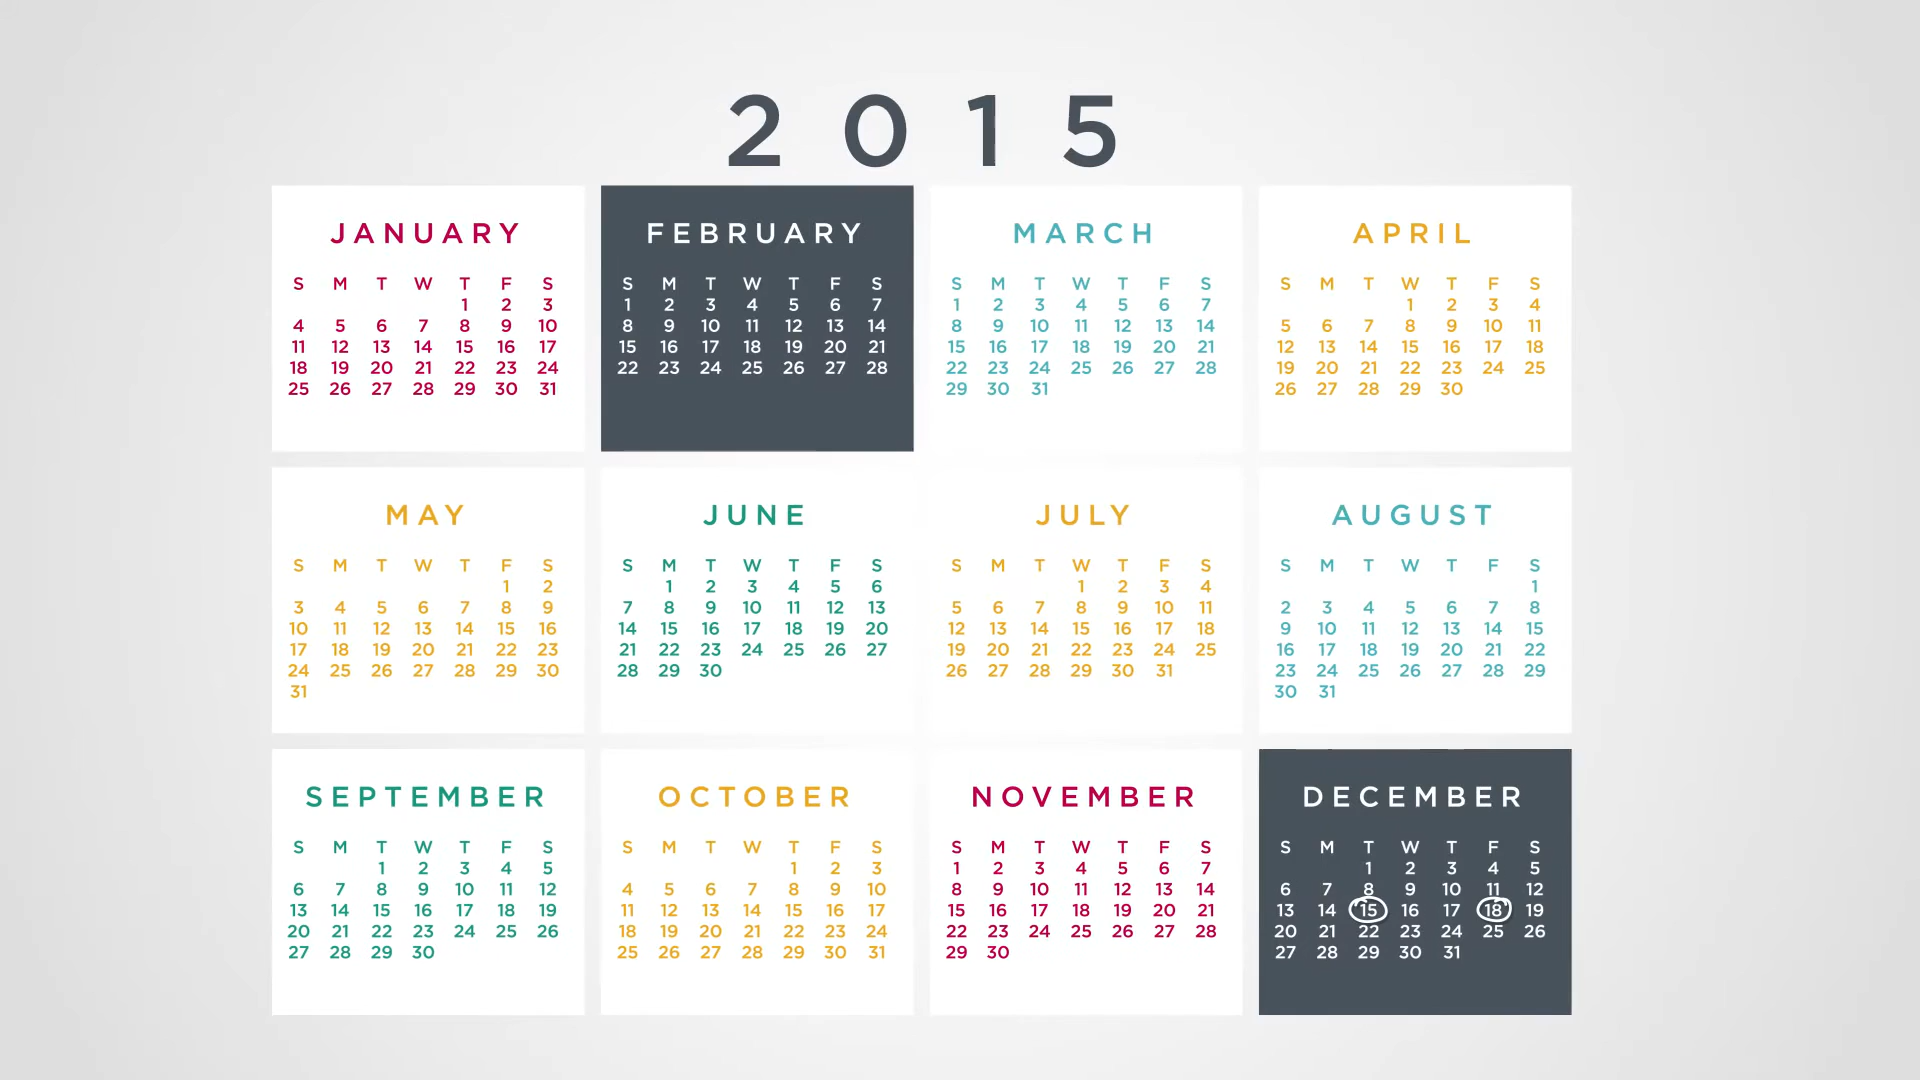 2 0 1 5
JANUARY
S M T W T F S
1 2 3
4 5 6 7 8 9 10
11 12 13 14 15 16 17
18 19 20 21 22 23 24
25 26 27 28 29 30 31
FEBRUARY
S M T W T F S
1 2 3 4 5 6 7
8 9 10 11 12 13 14
15 16 17 18 19 20 21
22 23 24 25 26 27 28
MARCH
S M T W T F S
1 2 3 4 5 6 7
8 9 10 11 12 13 14
15 16 17 18 19 20 21
22 23 24 25 26 27 28
29 30 31
APRIL
S M T W T F S
1 2 3 4
5 6 7 8 9 10 11
12 13 14 15 16 17 18
19 20 21 22 23 24 25
26 27 28 29 30
MAY
S M T W T F S
1 2
3 4 5 6 7 8 9
10 11 12 13 14 15 16
17 18 19 20 21 22 23
24 25 26 27 28 29 30
31
JUNE
S M T W T F S
1 2 3 4 5 6
7 8 9 10 11 12 13
14 15 16 17 18 19 20
21 22 23 24 25 26 27
28 29 30
JULY
S M T W T F S
1 2 3 4
5 6 7 8 9 10 11
12 13 14 15 16 17 18
19 20 21 22 23 24 25
26 27 28 29 30 31
AUGUST
S M T W T F S
1
2 3 4 5 6 7 8
9 10 11 12 13 14 15
16 17 18 19 20 21 22
23 24 25 26 27 28 29
30 31
SEPTEMBER
S M T W T F S
1 2 3 4 5
6 7 8 9 10 11 12
13 14 15 16 17 18 19
20 21 22 23 24 25 26
27 28 29 30
OCTOBER
S M T W T F S
1 2 3
4 5 6 7 8 9 10
11 12 13 14 15 16 17
18 19 20 21 22 23 24
25 26 27 28 29 30 31
NOVEMBER
S M T W T F S
1 2 3 4 5 6 7
8 9 10 11 12 13 14
15 16 17 18 19 20 21
22 23 24 25 26 27 28
29 30
DECEMBER
S M T W T F S
1 2 3 4 5
6 7 8 9 10 11 12
13 14 15 16 17 18 19
20 21 22 23 24 25 26
27 28 29 30 31